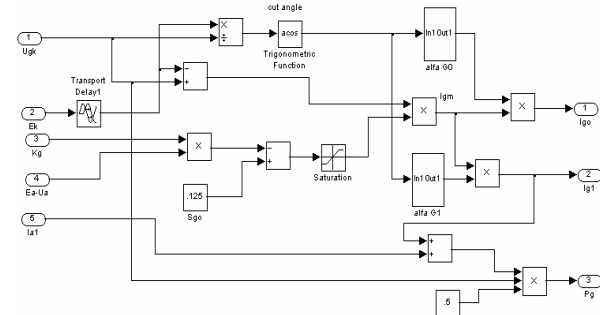 cut angle
1
Ugk
×
÷
acos
Trigonometric
Function
In1 Out1
alfa G0
Transport
Delay1
−
+
2
Ek
Igm
×
×
1
Igo
3
Kg
×
4
Ea-Ua
−
+
Saturation
.125
Sgo
In1 Out1
alfa G1
×
2
Ig1
5
Ia1
+
+
×
3
Pg
.5